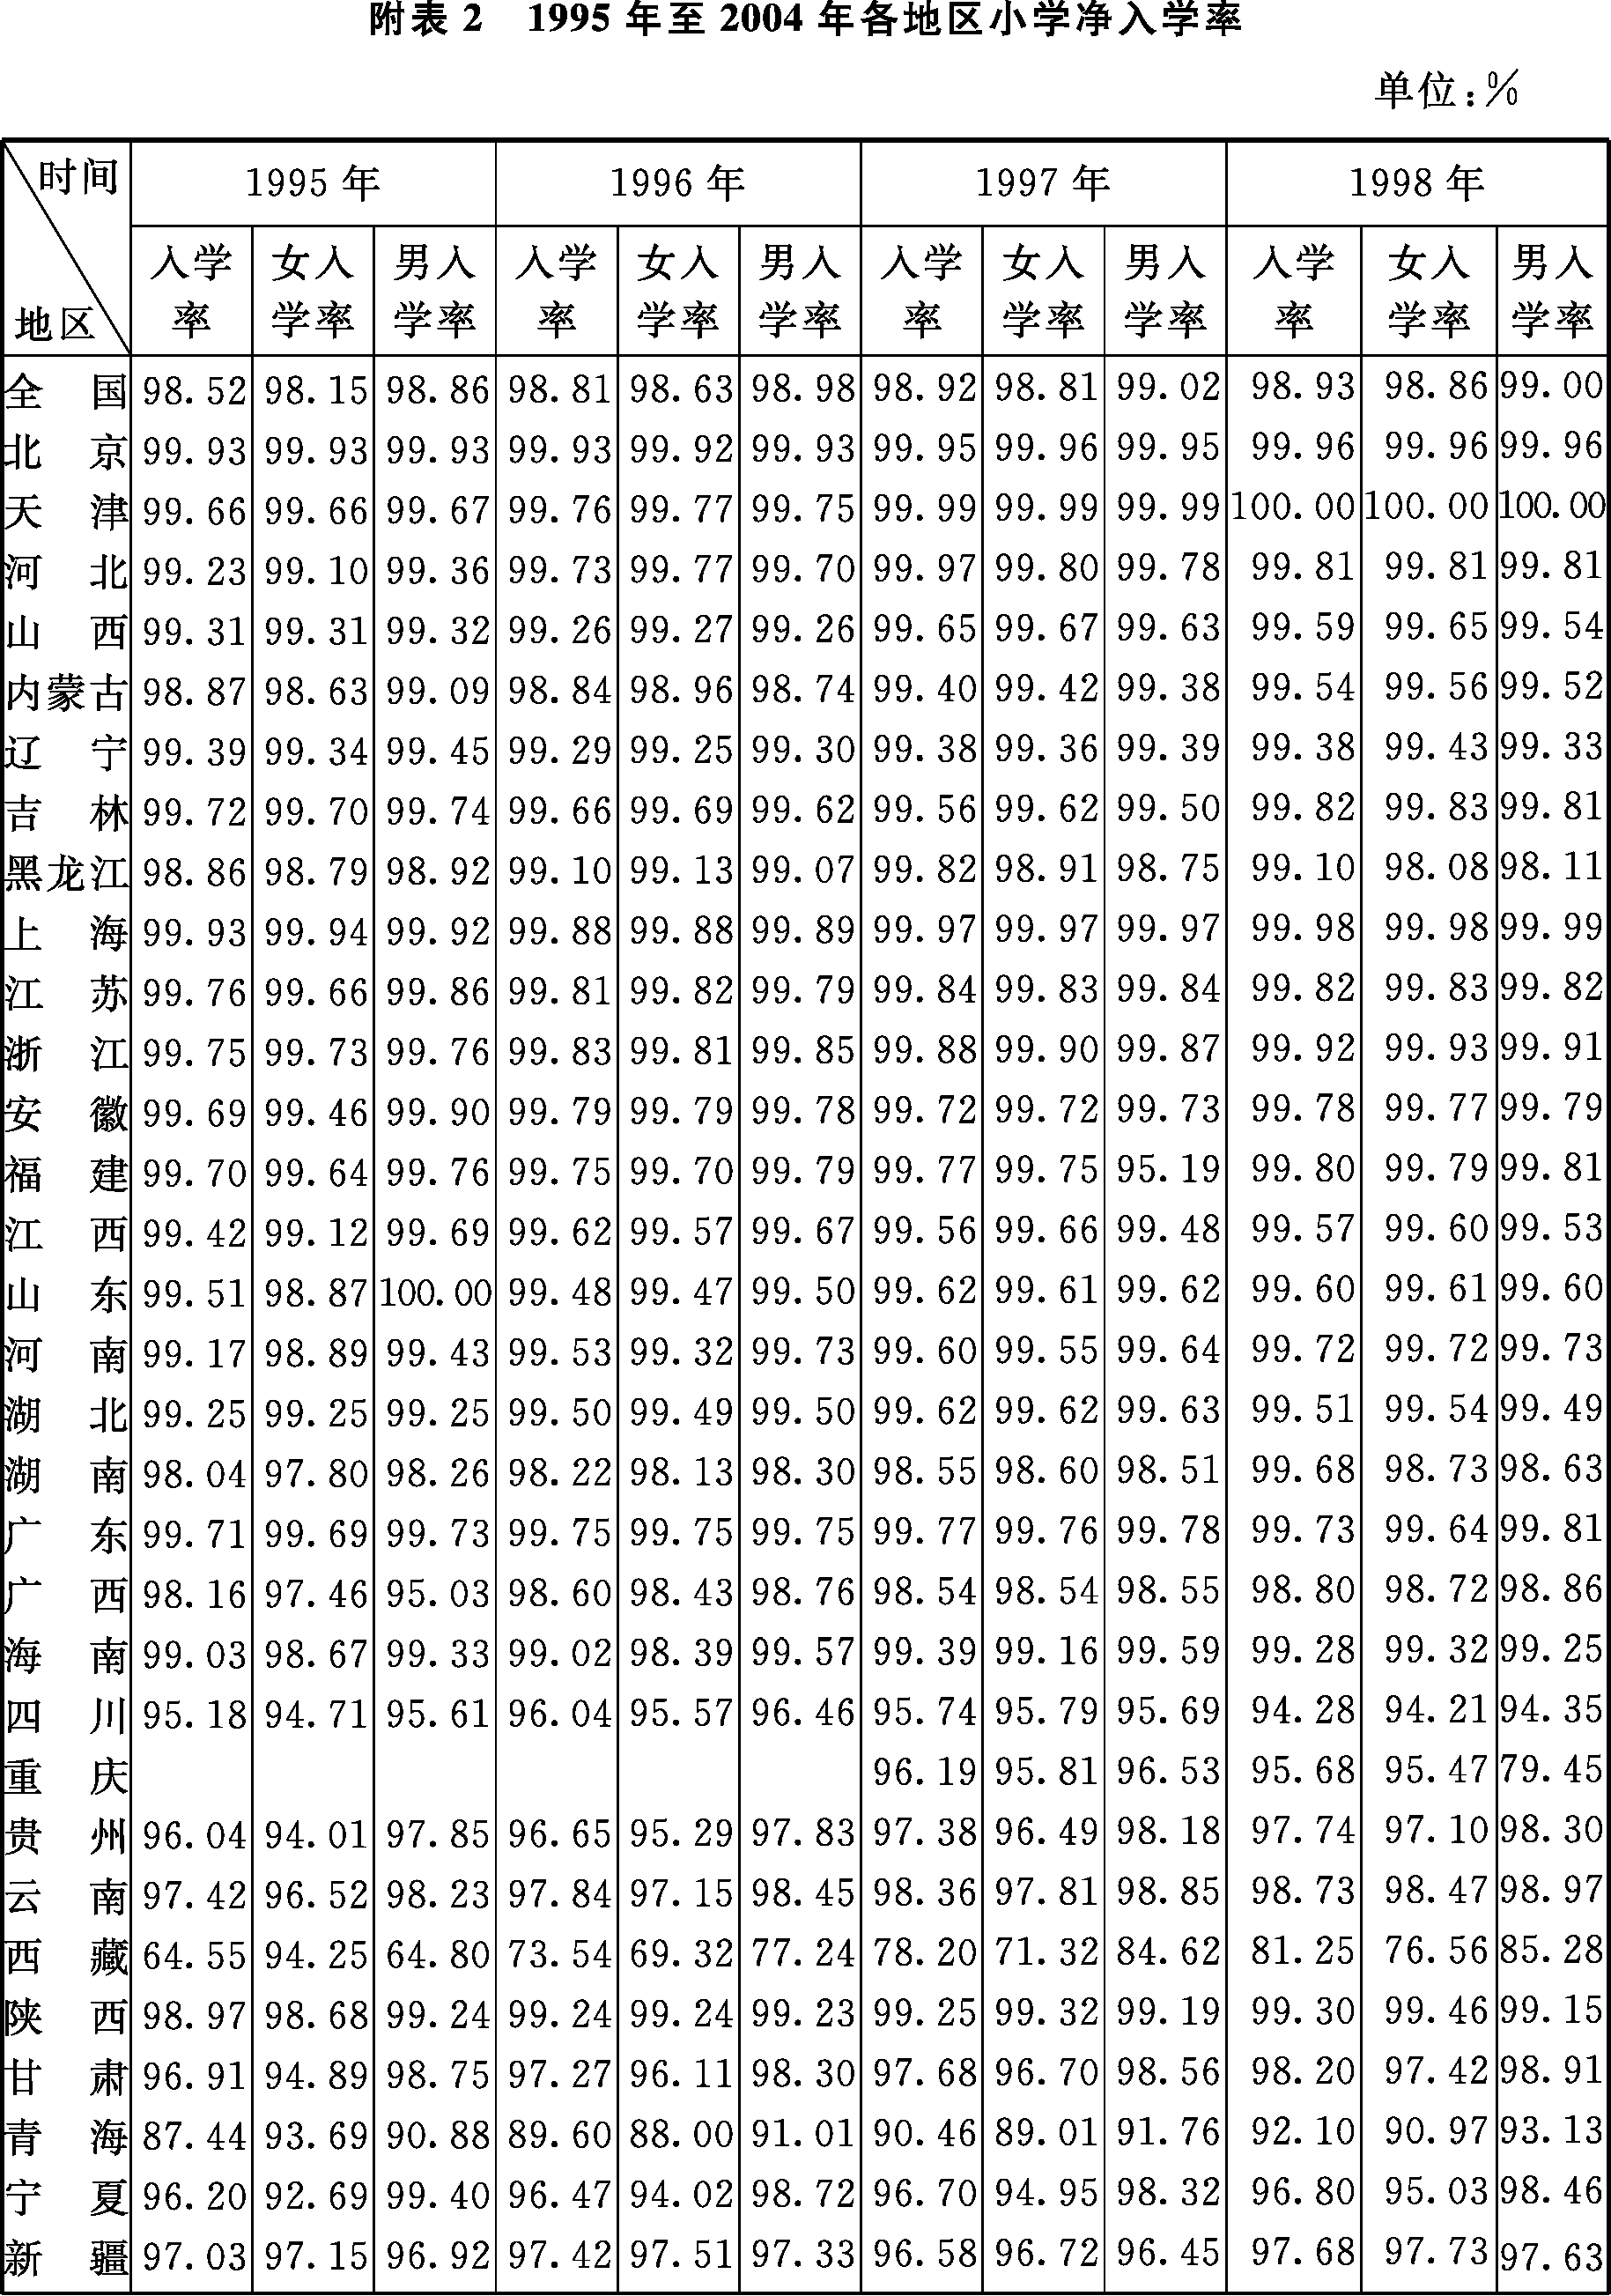 附表2 1995年至2004年各地区小学净入学率
单位:%
时间 地区 1995年 1996年 1997年 1998年
入学率 女入学率 男入学率 入学率 女入学率 男入学率 入学率 女入学率 男入学率 入学率 女入学率 男入学率
全国 98.52 98.15 98.86 98.81 98.63 98.98 98.92 98.81 99.02 98.93 98.86 99.00
北京 99.93 99.93 99.93 99.93 99.92 99.93 99.95 99.96 99.95 99.96 99.96 99.96
天津 99.66 99.66 99.67 99.76 99.77 99.75 99.99 99.99 99.99 100.00 100.00 100.00
河北 99.23 99.10 99.36 99.73 99.77 99.70 99.97 99.80 99.78 99.81 99.81 99.81
山西 99.31 99.31 99.32 99.26 99.27 99.26 99.65 99.67 99.63 99.59 99.65 99.54
内蒙古 98.87 98.63 99.09 98.84 98.96 98.74 99.40 99.42 99.38 99.54 99.56 99.52
辽宁 99.39 99.34 99.45 99.29 99.25 99.30 99.38 99.36 99.39 99.38 99.43 99.33
吉林 99.72 99.70 99.74 99.66 99.69 99.62 99.56 99.62 99.50 99.82 99.83 99.81
黑龙江 98.86 98.79 98.92 99.10 99.13 99.07 99.82 98.91 98.75 99.10 98.08 98.11
上海 99.93 99.94 99.92 99.88 99.88 99.89 99.97 99.97 99.97 99.98 99.98 99.99
江苏 99.76 99.66 99.86 99.81 99.82 99.79 99.84 99.83 99.84 99.82 99.83 99.82
浙江 99.75 99.73 99.76 99.83 99.81 99.85 99.88 99.90 99.87 99.92 99.93 99.91
安徽 99.69 99.46 99.90 99.79 99.79 99.78 99.72 99.72 99.73 99.78 99.77 99.79
福建 99.70 99.64 99.76 99.75 99.70 99.79 99.77 99.75 95.19 99.80 99.79 99.81
江西 99.42 99.12 99.69 99.62 99.57 99.67 99.56 99.66 99.48 99.57 99.60 99.53
山东 99.51 98.87 100.00 99.48 99.47 99.50 99.62 99.61 99.62 99.60 99.61 99.60
河南 99.17 98.89 99.43 99.53 99.32 99.73 99.60 99.55 99.64 99.72 99.72 99.73
湖北 99.25 99.25 99.25 99.50 99.49 99.50 99.62 99.62 99.63 99.51 99.54 99.49
湖南 98.04 97.80 98.26 98.22 98.13 98.30 98.55 98.60 98.51 99.68 98.73 98.63
广东 99.71 99.69 99.73 99.75 99.75 99.75 99.77 99.76 99.78 99.73 99.64 99.81
广西 98.16 97.46 95.03 98.60 98.43 98.76 98.54 98.54 98.55 98.80 98.72 98.86
海南 99.03 98.67 99.33 99.02 98.39 99.57 99.39 99.16 99.59 99.28 99.32 99.25
四川 95.18 94.71 95.61 96.04 95.57 96.46 95.74 95.79 95.69 94.28 94.21 94.35
重庆 96.19 95.81 96.53 95.68 95.47 79.45
贵州 96.04 94.01 97.85 96.65 95.29 97.83 97.38 96.49 98.18 97.74 97.10 98.30
云南 97.42 96.52 98.23 97.84 97.15 98.45 98.36 97.81 98.85 98.73 98.47 98.97
西藏 64.55 94.25 64.80 73.54 69.32 77.24 78.20 71.32 84.62 81.25 76.56 85.28
陕西 98.97 98.68 99.24 99.24 99.24 99.23 99.25 99.32 99.19 99.30 99.46 99.15
甘肃 96.91 94.89 98.75 97.27 96.11 98.30 97.68 96.70 98.56 98.20 97.42 98.91
青海 87.44 93.69 90.88 89.60 88.00 91.01 90.46 89.01 91.76 92.10 90.97 93.13
宁夏 96.20 92.69 99.40 96.47 94.02 98.72 96.70 94.95 98.32 96.80 95.03 98.46
新疆 97.03 97.15 96.92 97.42 97.51 97.33 96.58 96.72 96.45 97.68 97.73 97.63